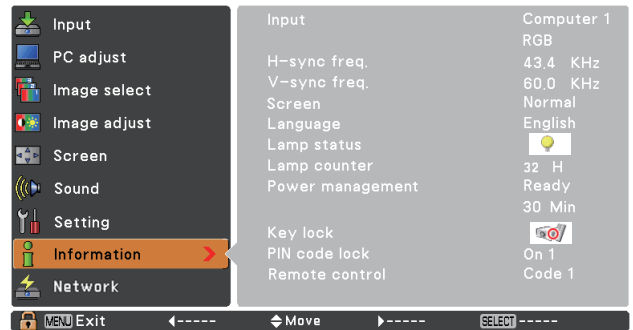 Input
PC adjust
Image select
Image adjust
Screen
Sound
Setting
Information
Network
Input Computer 1
RGB
H-sync freq. 43.4 KHz
V-sync freq. 60.0 KHz
Screen Normal
Language English
Lamp status
Lamp counter 32 H
Power management Ready
30 Min
Key lock
PIN code lock On 1
Remote control Code 1
MENU Exit ----- Move ----- SELECT -----